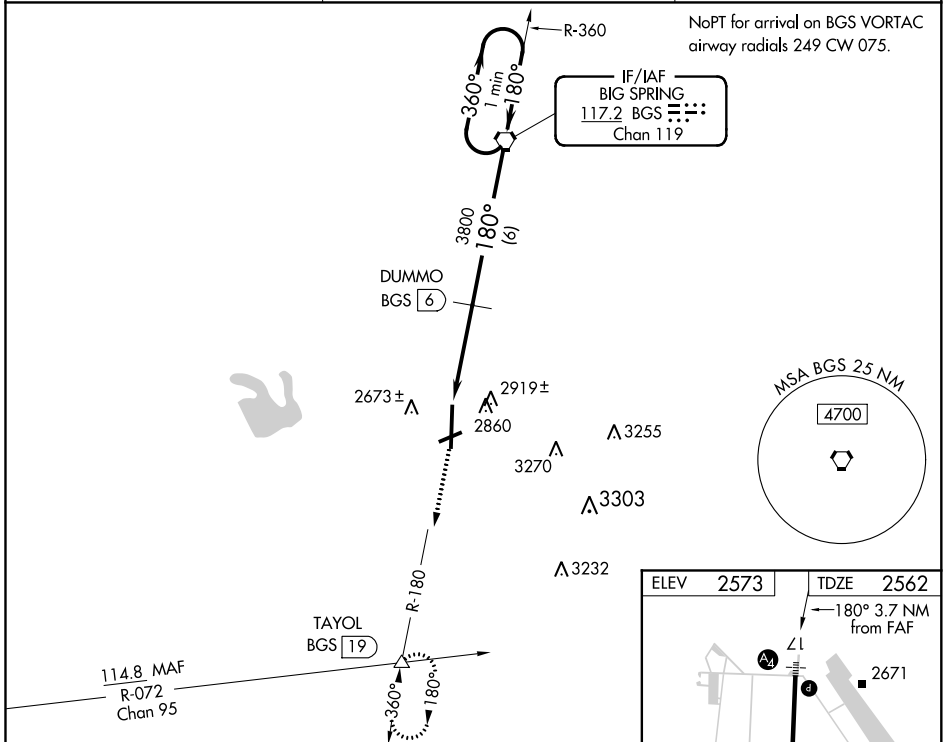 NoPT for arrival on BGS VORTAC
airway radials 249 CW 075.
R-360
360°
1 min
180°
IF/IAF
BIG SPRING
117.2 BGS
Chan 119
3800
180°
(6)
DUMMO
BGS 6
2673±
2919±
2860
3255
3270
3303
3232
MSA BGS 25 NM
4700
R-180
TAYOL
BGS 19
114.8 MAF
R-072
Chan 95
360°
180°
ELEV 2573
TDZE 2562
180° 3.7 NM
from FAF
17
A4
P
2671